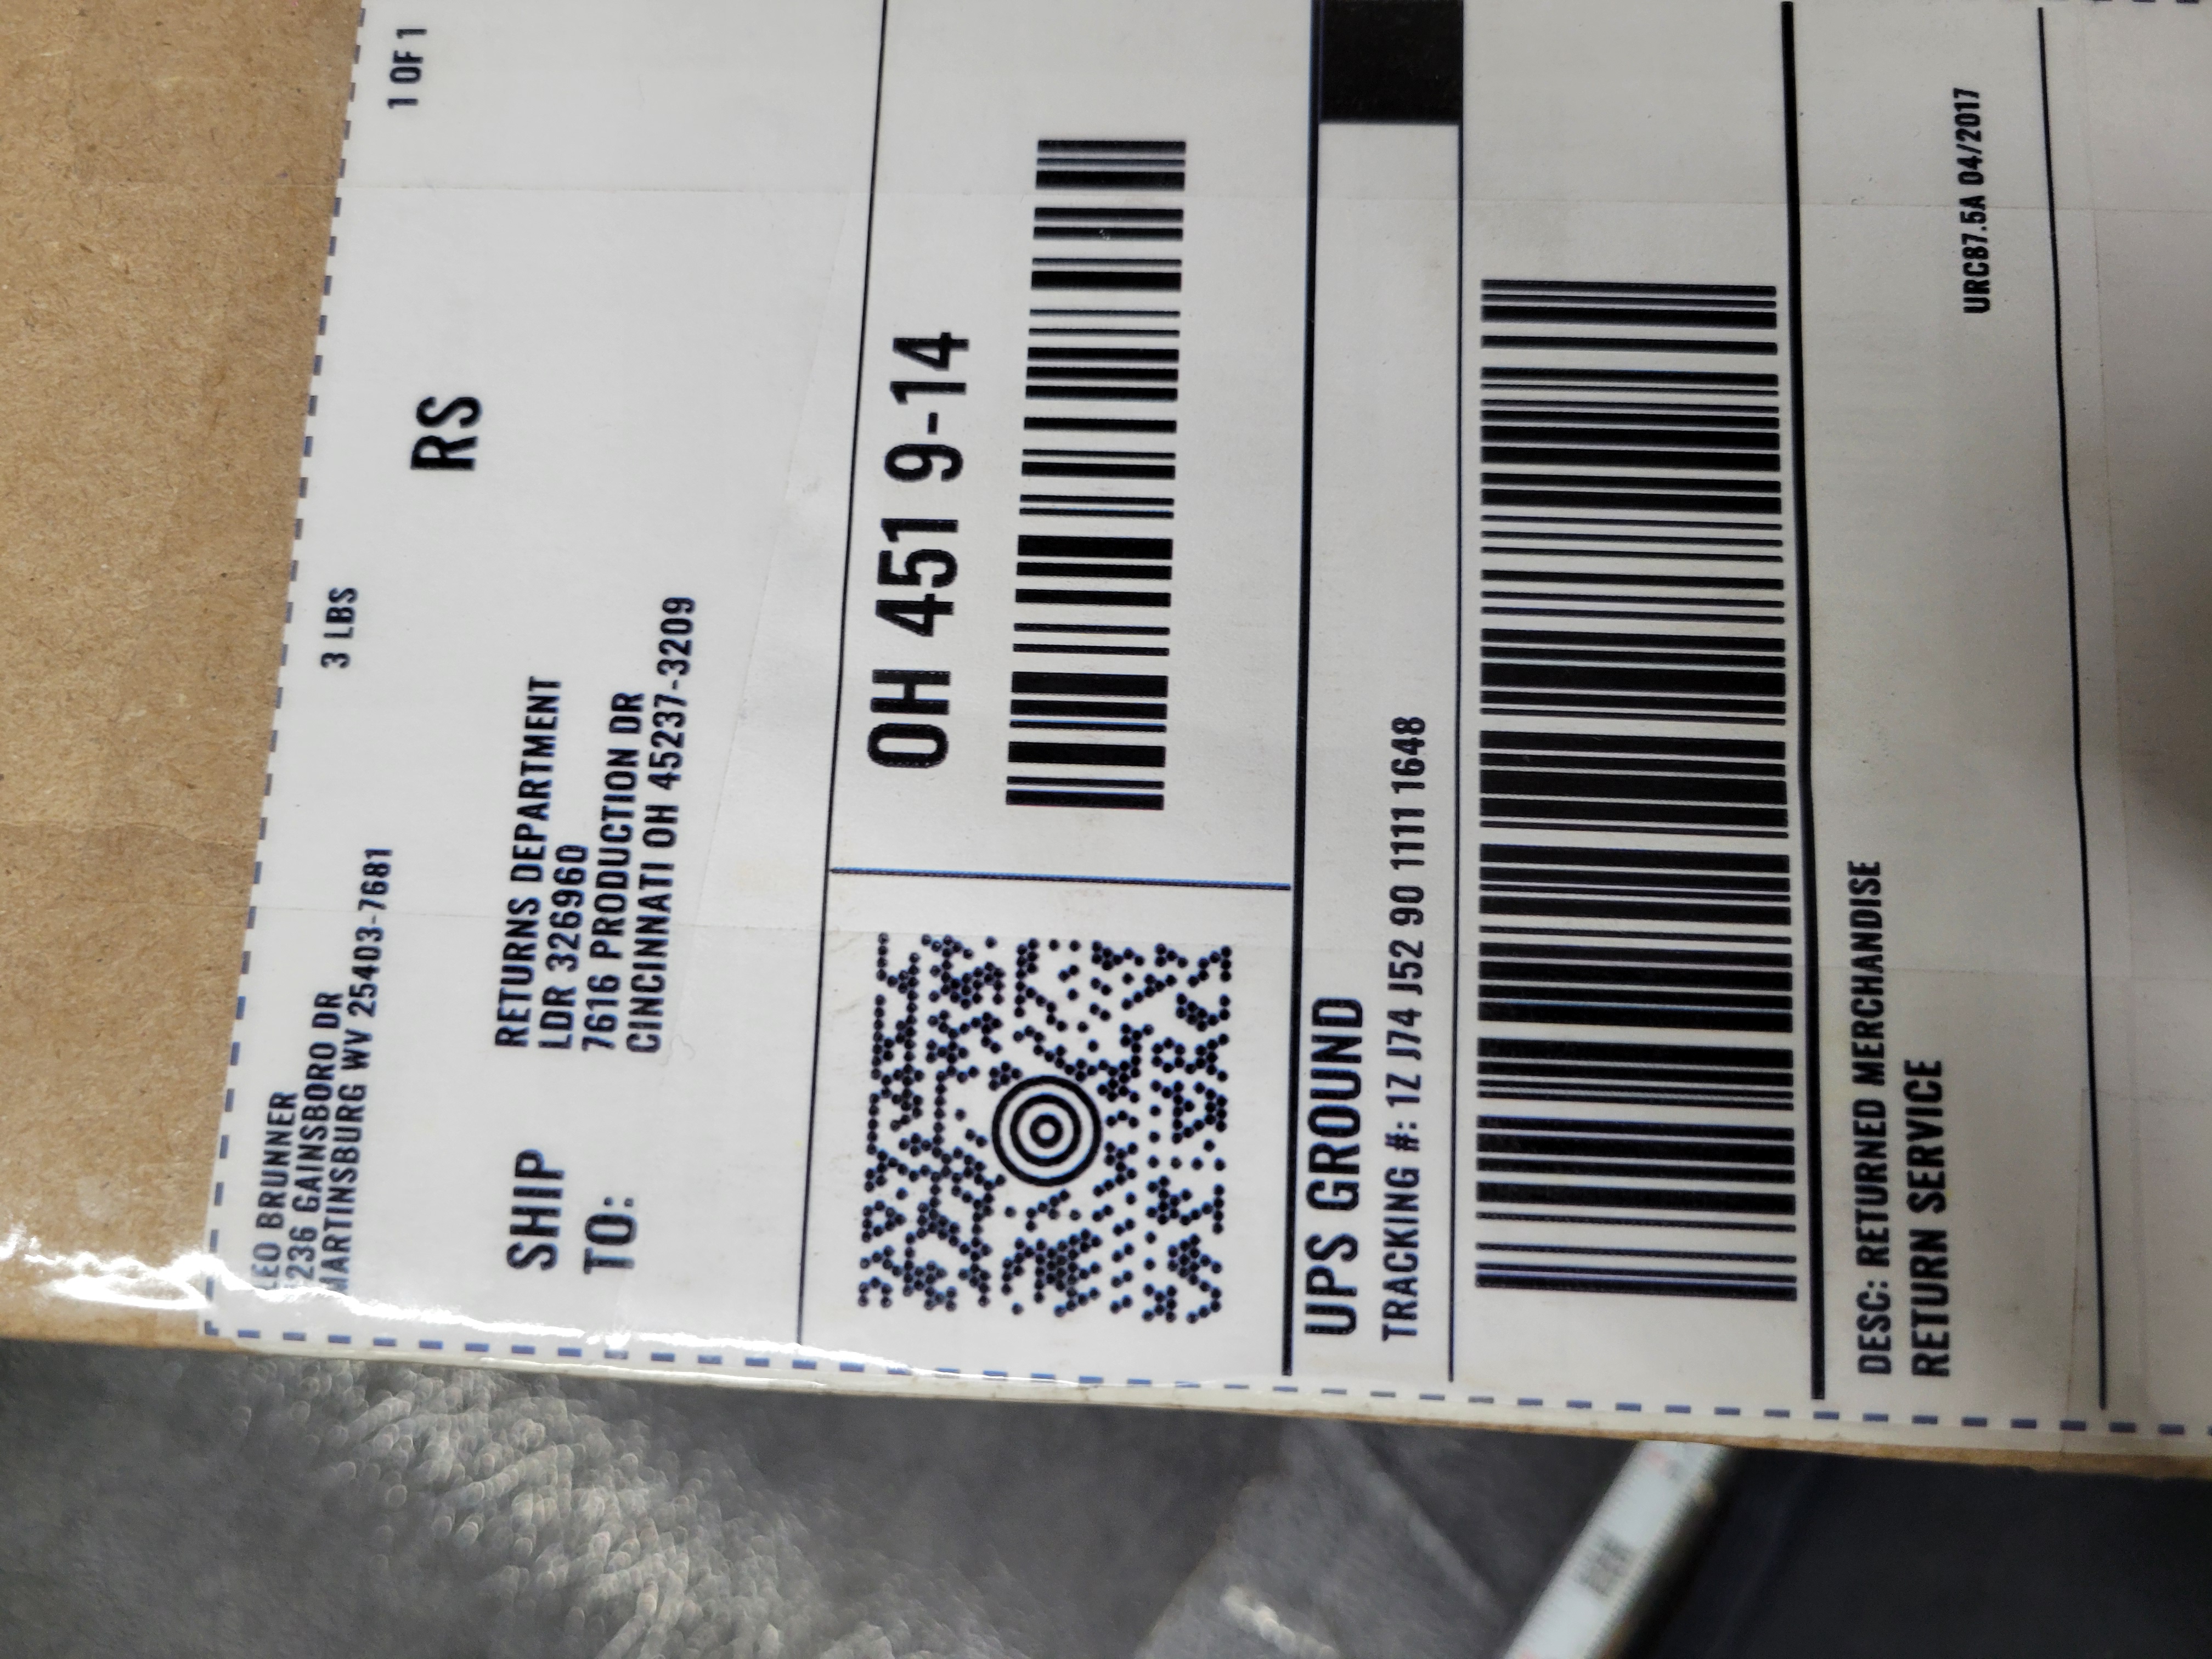 LEO BRUNNER
236 GAINSBORO DR
MARTINSBURG WV 25403-7681
3 LBS
1 OF 1
RS
SHIP
TO:
RETURNS DEPARTMENT
LDR 326960
7616 PRODUCTION DR
CINCINNATI OH 45237-3209
OH 451 9-14
UPS GROUND
TRACKING #: 1Z J74 J52 90 1111 1648
DESC: RETURNED MERCHANDISE
RETURN SERVICE
URCB7.5A 04/2017